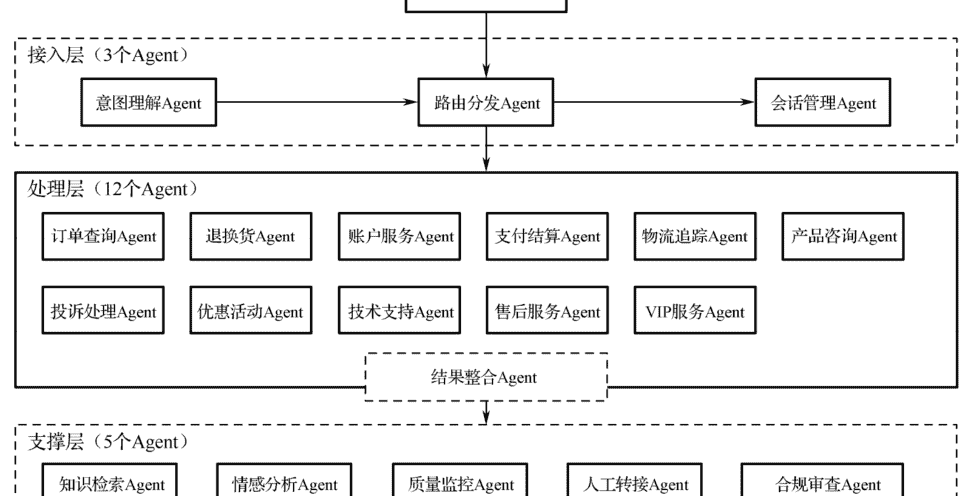 接入层（3个Agent）
意图理解Agent
路由分发Agent
会话管理Agent
处理层（12个Agent）
订单查询Agent
退换货Agent
账户服务Agent
支付结算Agent
物流追踪Agent
产品咨询Agent
投诉处理Agent
优惠活动Agent
技术支持Agent
售后服务Agent
VIP服务Agent
结果整合Agent
支撑层（5个Agent）
知识检索Agent
情感分析Agent
质量监控Agent
人工转接Agent
合规审查Agent